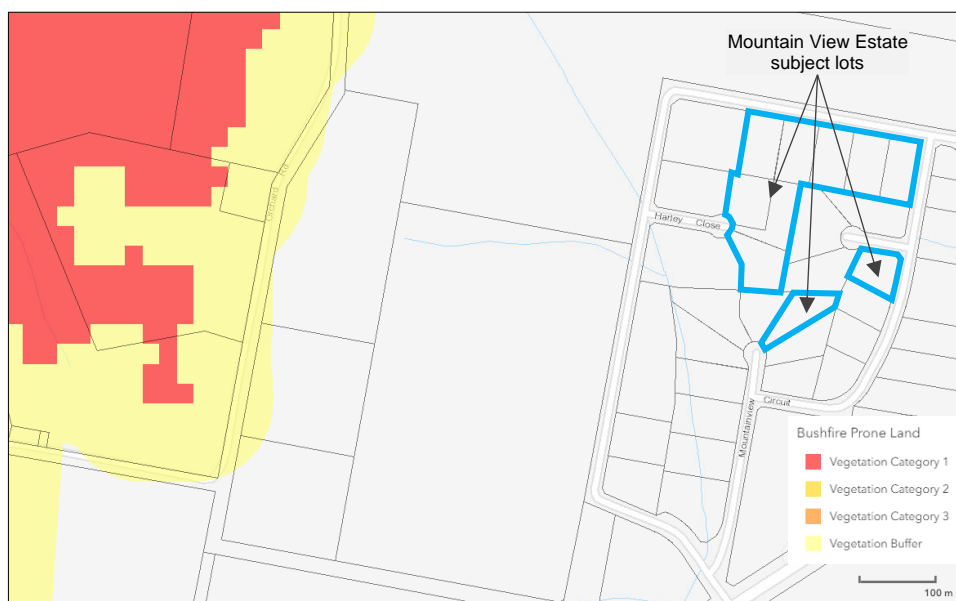 Mountain View Estate
subject lots
Orchard Rd
Harley Close
Mountainview
Circuit
Bushfire Prone Land
Vegetation Category 1
Vegetation Category 2
Vegetation Category 3
Vegetation Buffer
100 m